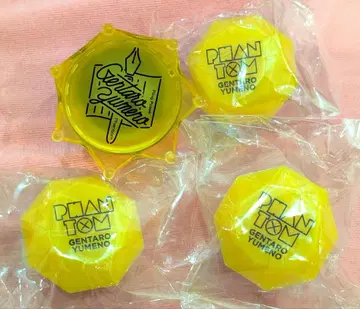 Gentaro
Yumeno
PHAN
TOM
GENTARO
YUMENO
PHAN
TOM
GENTARO
YUMENO
PHAN
TOM
GENTARO
YUMENO